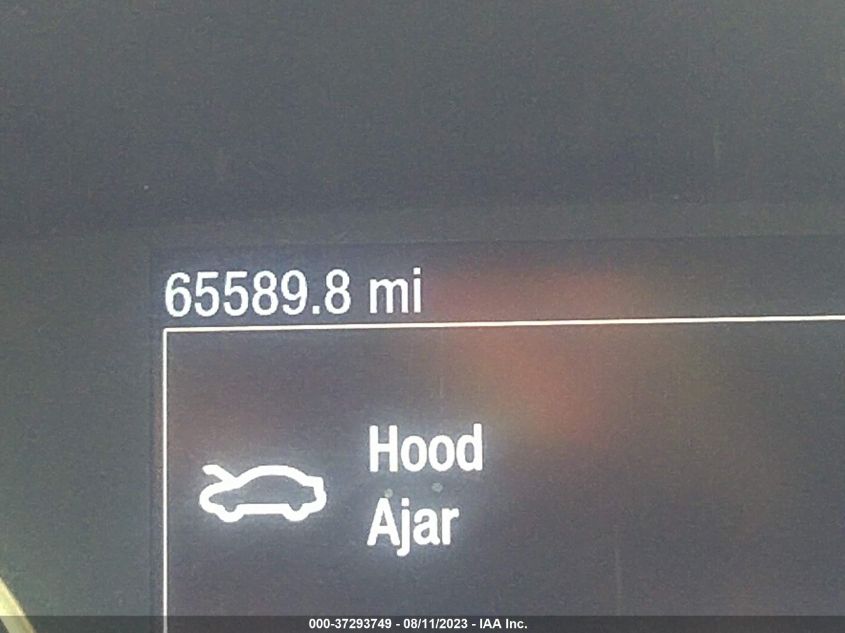 65589.8 mi
Hood
Ajar
000-37293749 - 08/11/2023 - IAA Inc.